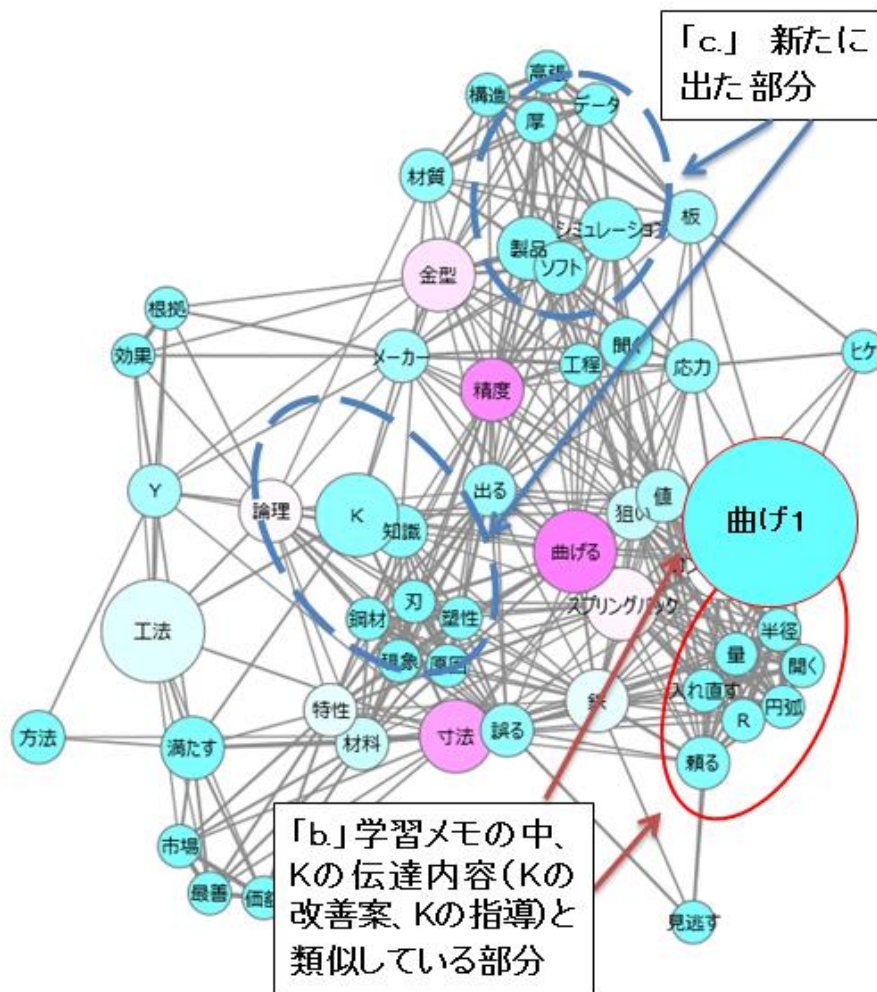 「c.」 新たに
出た部分
高張
構造
データ
厚
材質
シミュレーション
板
製品
ソフト
金型
根拠
効果
メーカー
工程
聞く
応力
ヒケ
精度
Y
論理
K
知識
出る
狙い
値
曲げ1
曲げる
スプリングバック
工法
鋼材
刃
塑性
現象
原因
半径
量
開く
入れ直す
円弧
R
特性
材料
寸法
誤る
鉄
方法
満たす
頼る
市場
最善
価額
見逃す
「b.」学習メモの中、
Kの伝達内容(Kの
改善案、Kの指導)と
類似している部分